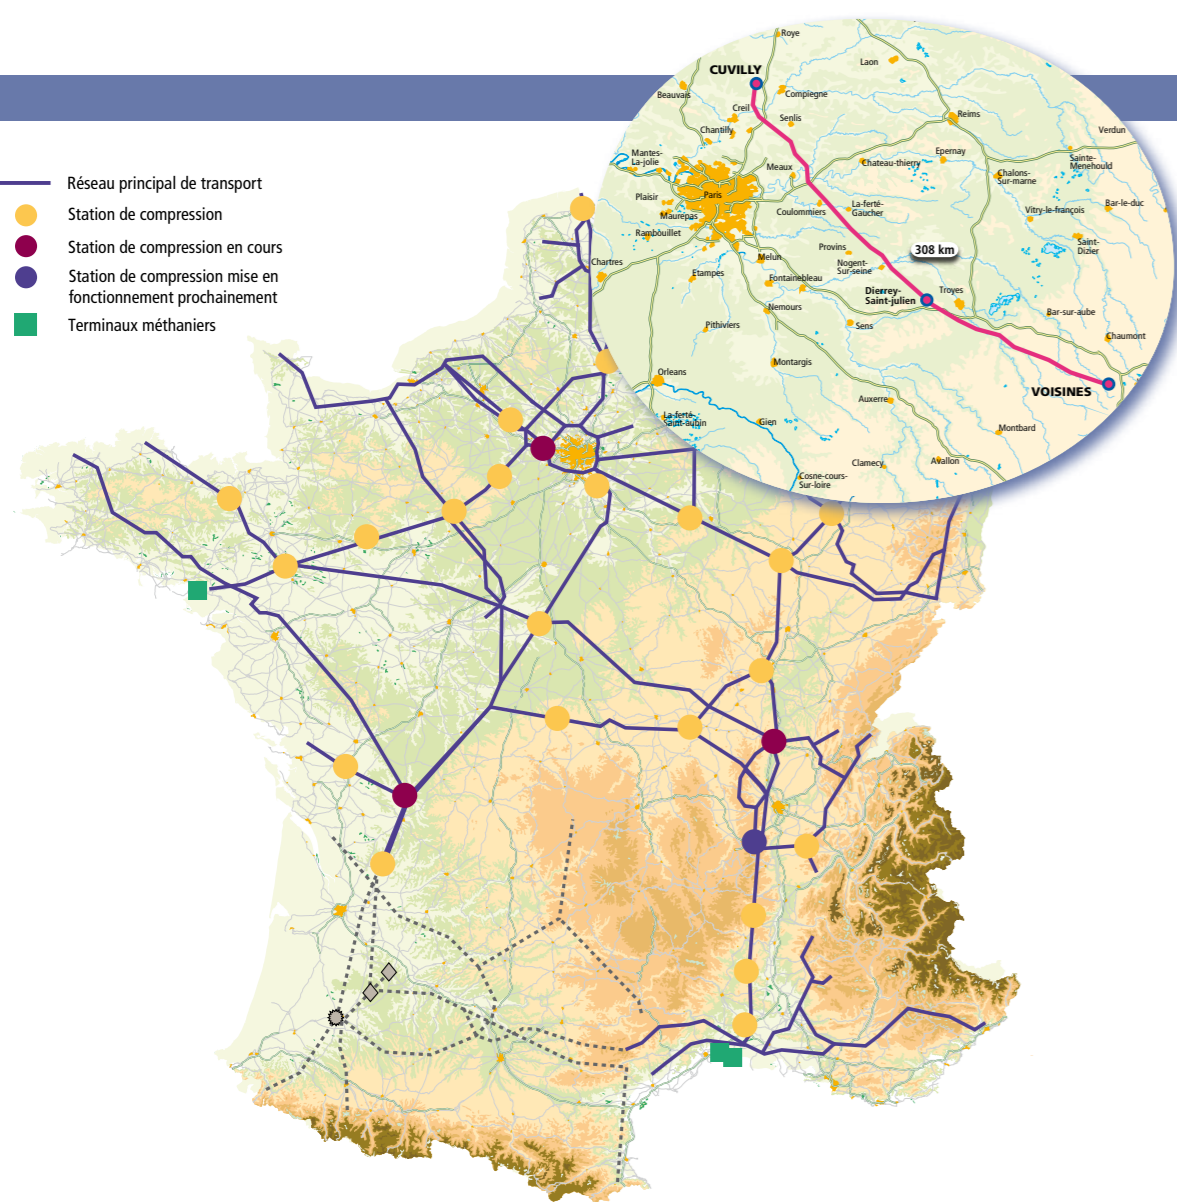 Réseau principal de transport
Station de compression
Station de compression en cours
Station de compression mise en
fonctionnement prochainement
Terminaux méthaniers
Roye
Laon
CUVILLY
Beauvais
Compiegne
Creil
Senlis
Reims
Chantilly
Verdun
Mantes-
La-jolie
Meaux
Chateau-thierry
Epernay
Sainte-
Menehould
Chalons-
Sur-marne
Plaisir
Paris
Maurepas
Coulommiers
La-ferté-
Gaucher
Vitry-le-françois
Bar-le-duc
Rambouillet
Provins
308 km
Saint-
Dizier
Chartres
Melun
Nogent-
Sur-seine
Etampes
Fontainebleau
Dierrey-
Saint-julien
Troyes
Nemours
Bar-sur-aube
Pithiviers
Sens
Chaumont
Montargis
Orleans
VOISINES
Auxerre
La-ferté-
Saint-aubin
Gien
Montbard
Clamecy
Avallon
Cosne-cours-
Sur-loire